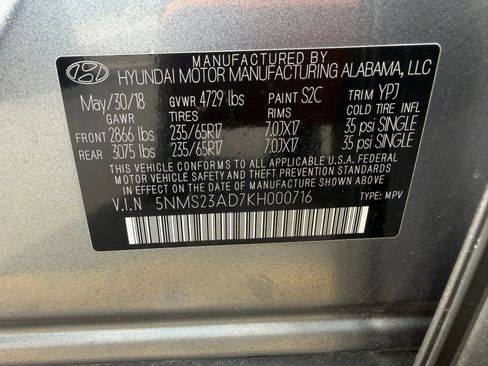 MANUFACTURED BY
HYUNDAI MOTOR MANUFACTURING ALABAMA, LLC
May/30/18 GVWR 4729 lbs PAINT S2C TRIM YPJ
GAWR TIRES RIMS COLD TIRE INFL
FRONT 2866 lbs 235/65R17 7.0JX17 35 psi SINGLE
REAR 3075 lbs 235/65R17 7.0JX17 35 psi SINGLE
THIS VEHICLE CONFORMS TO ALL APPLICABLE U.S.A. FEDERAL
MOTOR VEHICLE SAFETY AND THEFT PREVENTION STANDARDS
IN EFFECT ON THE DATE OF MANUFACTURE SHOWN ABOVE.
V.I.N 5NMS23AD7KH000716 TYPE: MPV